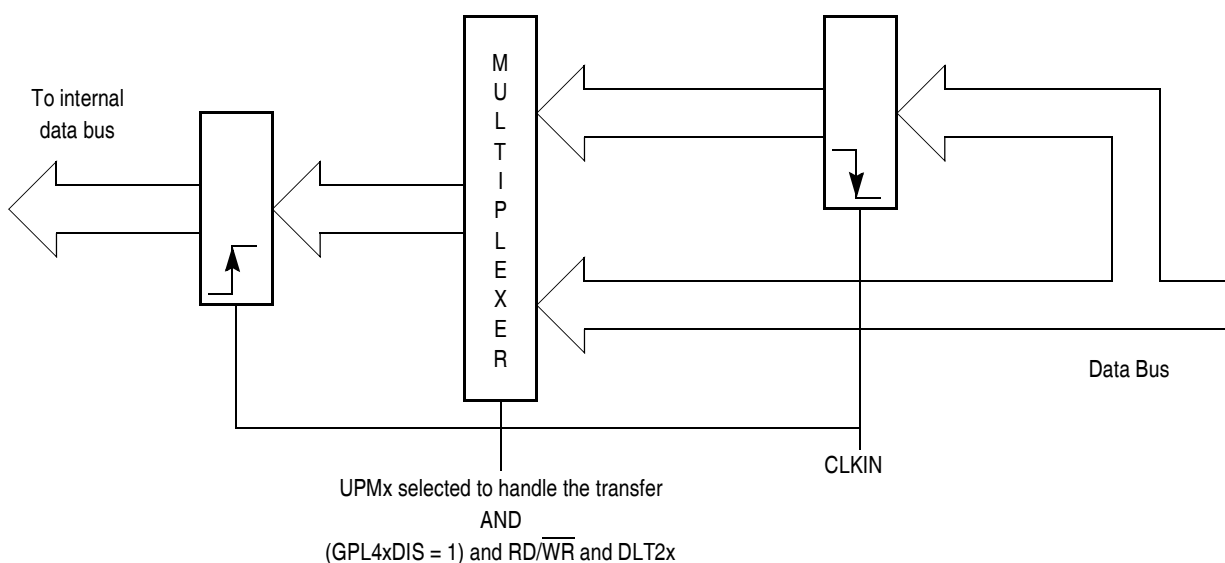 To internal
data bus
MULTIPLEXER
Data Bus
CLKIN
UPMx selected to handle the transfer
AND
(GPL4xDIS = 1) and RD/W̅R̅ and DLT2x